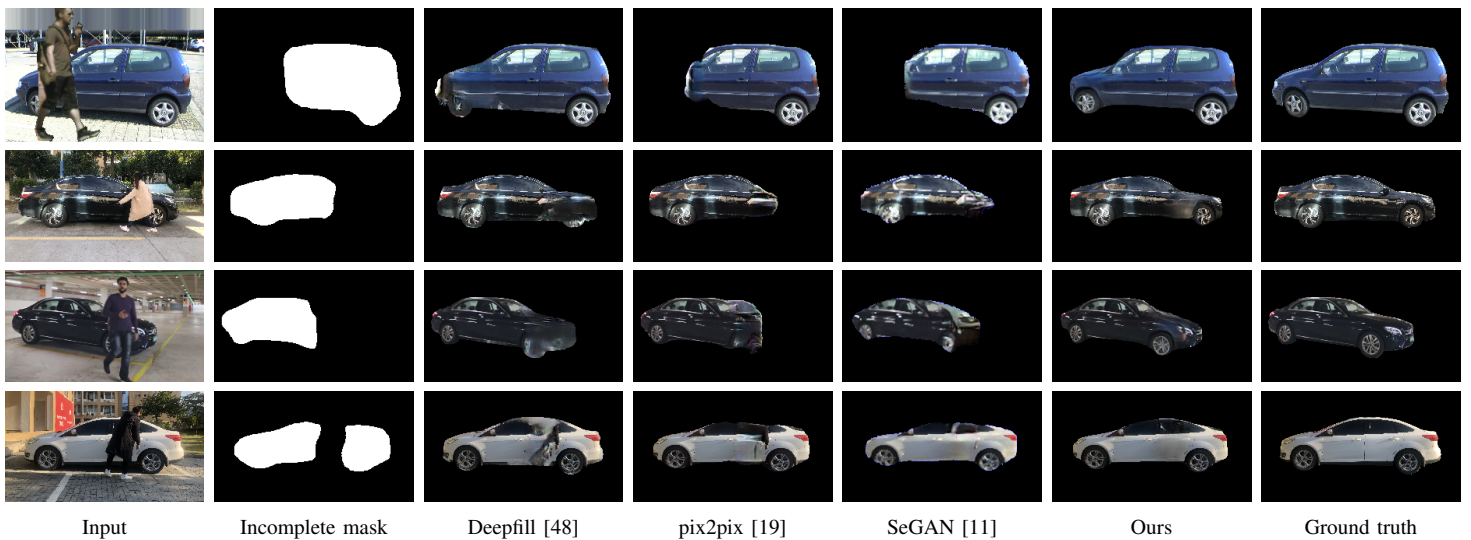 Input Incomplete mask Deepfill [48] pix2pix [19] SeGAN [11] Ours Ground truth